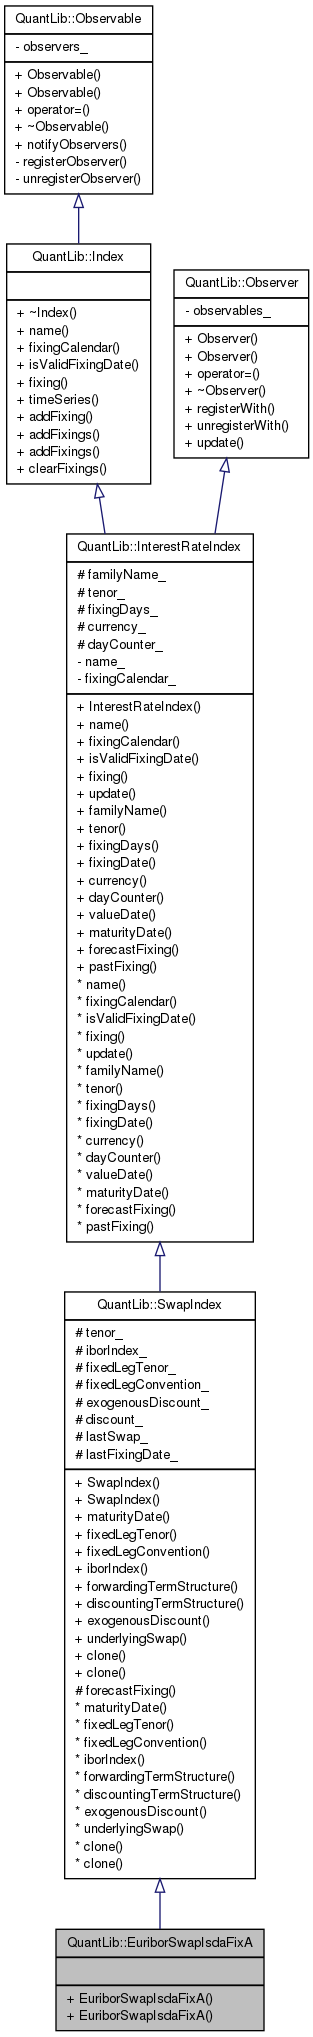 QuantLib::Observable
- observers_
+ Observable()
+ Observable()
+ operator=()
+ ~Observable()
+ notifyObservers()
- registerObserver()
- unregisterObserver()
QuantLib::Index
+ ~Index()
+ name()
+ fixingCalendar()
+ isValidFixingDate()
+ fixing()
+ timeSeries()
+ addFixing()
+ addFixings()
+ addFixings()
+ clearFixings()
QuantLib::Observer
- observables_
+ Observer()
+ Observer()
+ operator=()
+ ~Observer()
+ registerWith()
+ unregisterWith()
+ update()
QuantLib::InterestRateIndex
# familyName_
# tenor_
# fixingDays_
# currency_
# dayCounter_
- name_
- fixingCalendar_
+ InterestRateIndex()
+ name()
+ fixingCalendar()
+ isValidFixingDate()
+ fixing()
+ update()
+ familyName()
+ tenor()
+ fixingDays()
+ fixingDate()
+ currency()
+ dayCounter()
+ valueDate()
+ maturityDate()
+ forecastFixing()
+ pastFixing()
* name()
* fixingCalendar()
* isValidFixingDate()
* fixing()
* update()
* familyName()
* tenor()
* fixingDays()
* fixingDate()
* currency()
* dayCounter()
* valueDate()
* maturityDate()
* forecastFixing()
* pastFixing()
QuantLib::SwapIndex
# tenor_
# iborIndex_
# fixedLegTenor_
# fixedLegConvention_
# exogenousDiscount_
# discount_
# lastSwap_
# lastFixingDate_
+ SwapIndex()
+ SwapIndex()
+ maturityDate()
+ fixedLegTenor()
+ fixedLegConvention()
+ iborIndex()
+ forwardingTermStructure()
+ discountingTermStructure()
+ exogenousDiscount()
+ underlyingSwap()
+ clone()
+ clone()
# forecastFixing()
* maturityDate()
* fixedLegTenor()
* fixedLegConvention()
* iborIndex()
* forwardingTermStructure()
* discountingTermStructure()
* exogenousDiscount()
* underlyingSwap()
* clone()
* clone()
QuantLib::EuriborSwapIsdaFixA
+ EuriborSwapIsdaFixA()
+ EuriborSwapIsdaFixA()